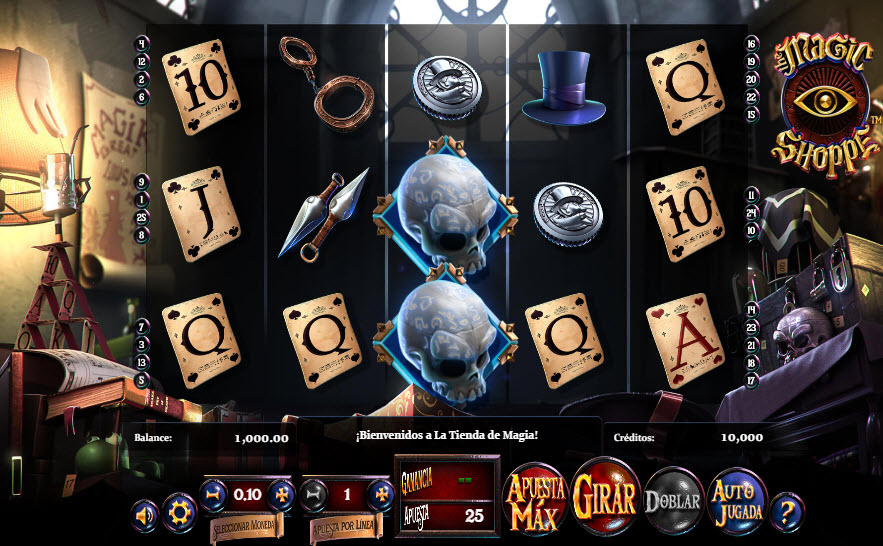 4
12
2
6
9
1
25
8
7
3
13
5
10
J
Q
Q
Q
Q
10
A
16
19
20
22
15
11
24
10
14
23
21
18
17
THE
MAGIC
SHOPPE™
Balance: 1,000.00
¡Bienvenidos a La Tienda de Magia!
Créditos: 10,000
0,10
SELECCIONAR MONEDA
1
APUESTA POR LÍNEA
GANANCIA --
APUESTA 25
APUESTA
MÁX
GIRAR
DOBLAR
AUTO
JUGADA
?
17